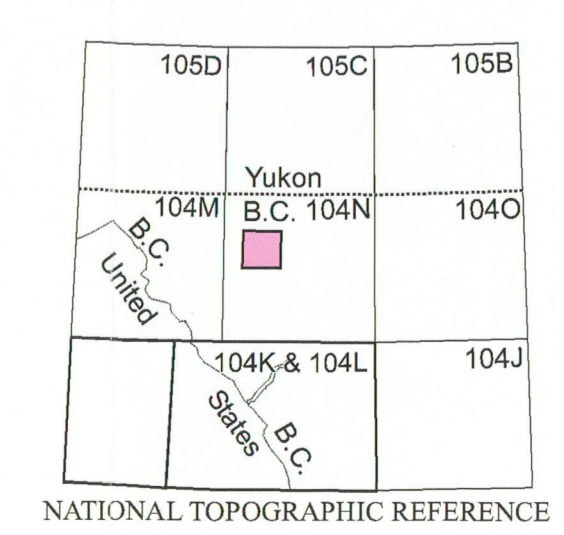 105D 105C 105B
Yukon
104M B.C. 104N 104O
B.C.
United
104K & 104L 104J
States
B.C.
NATIONAL TOPOGRAPHIC REFERENCE